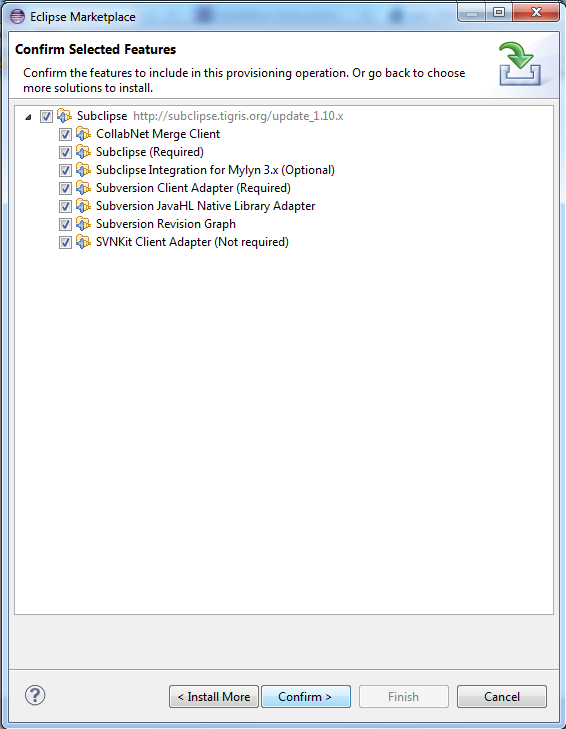 Eclipse Marketplace
Confirm Selected Features
Confirm the features to include in this provisioning operation. Or go back to choose
more solutions to install.
Subclipse http://subclipse.tigris.org/update_1.10.x
CollabNet Merge Client
Subclipse (Required)
Subclipse Integration for Mylyn 3.x (Optional)
Subversion Client Adapter (Required)
Subversion JavaHL Native Library Adapter
Subversion Revision Graph
SVNKit Client Adapter (Not required)
? < Install More Confirm > Finish Cancel